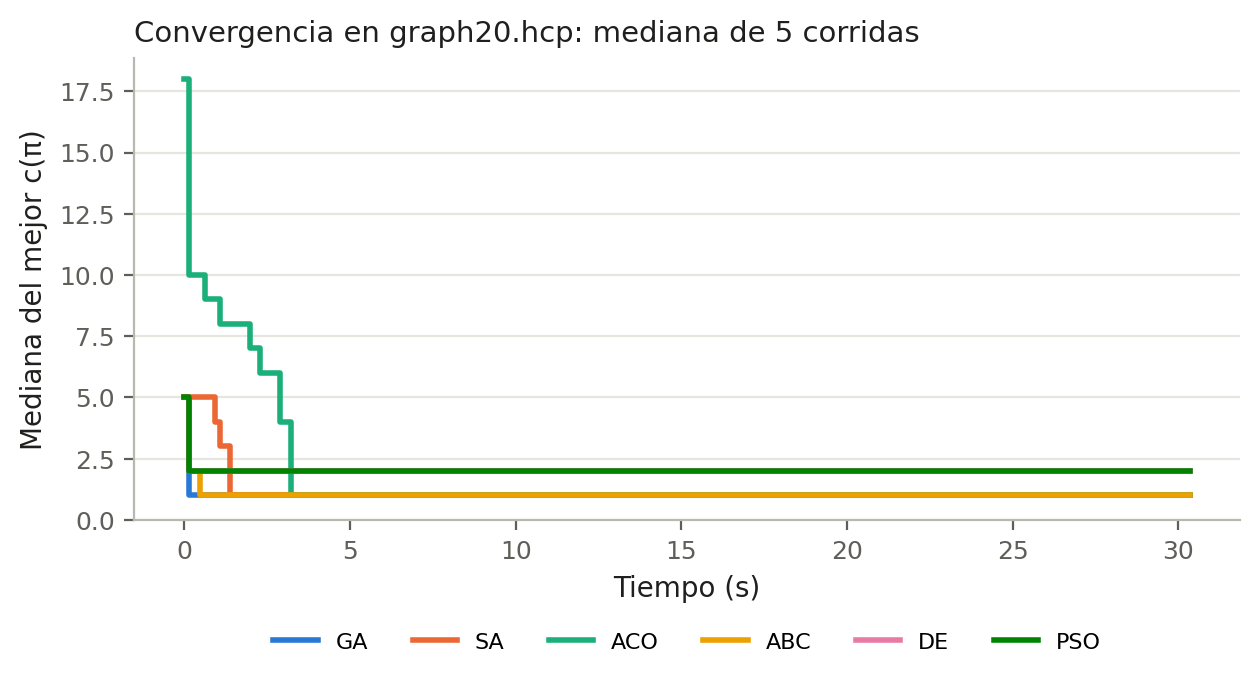 Convergencia en graph20.hcp: mediana de 5 corridas
Mediana del mejor c(π)
17.5
15.0
12.5
10.0
7.5
5.0
2.5
0.0
0 5 10 15 20 25 30
Tiempo (s)
GA SA ACO ABC DE PSO